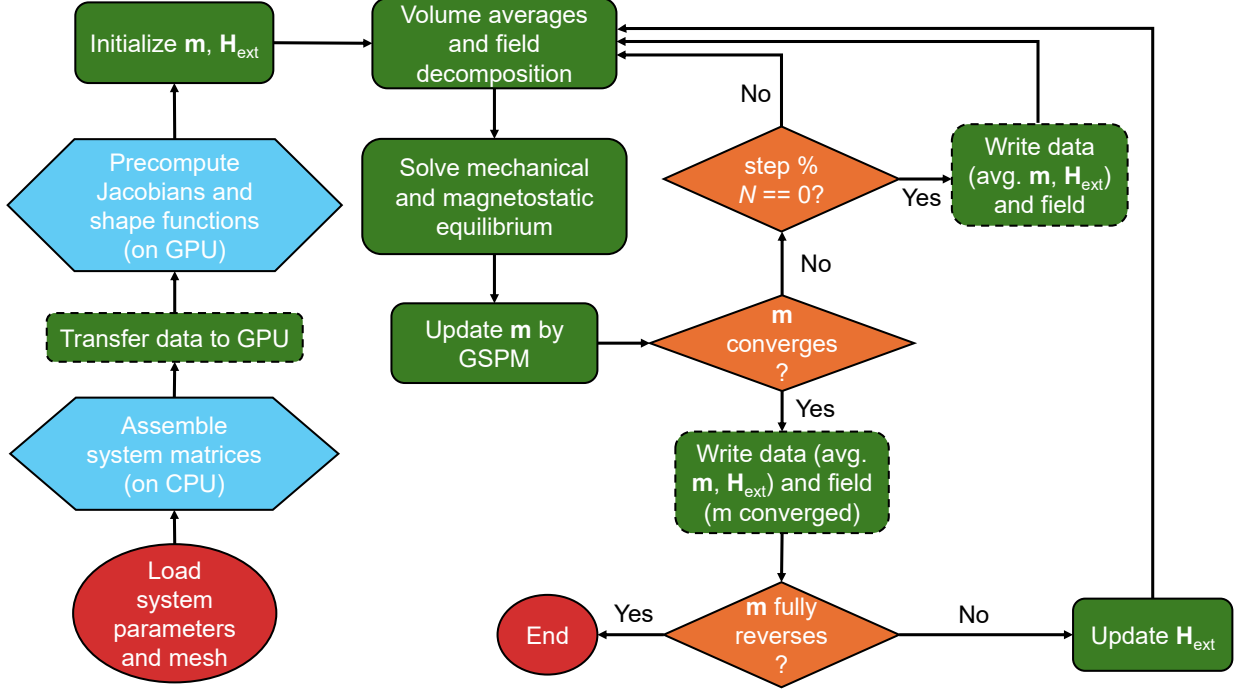 Load
system
parameters
and mesh
Assemble
system matrices
(on CPU)
Transfer data to GPU
Precompute
Jacobians and
shape functions
(on GPU)
Initialize m, Hext
Volume averages
and field
decomposition
Solve mechanical
and magnetostatic
equilibrium
Update m by
GSPM
m
converges
?
No
step %
N == 0?
No
Yes
Write data
(avg. m, Hext)
and field
Yes
Write data (avg.
m, Hext) and field
(m converged)
m fully
reverses
?
Yes
End
No
Update Hext